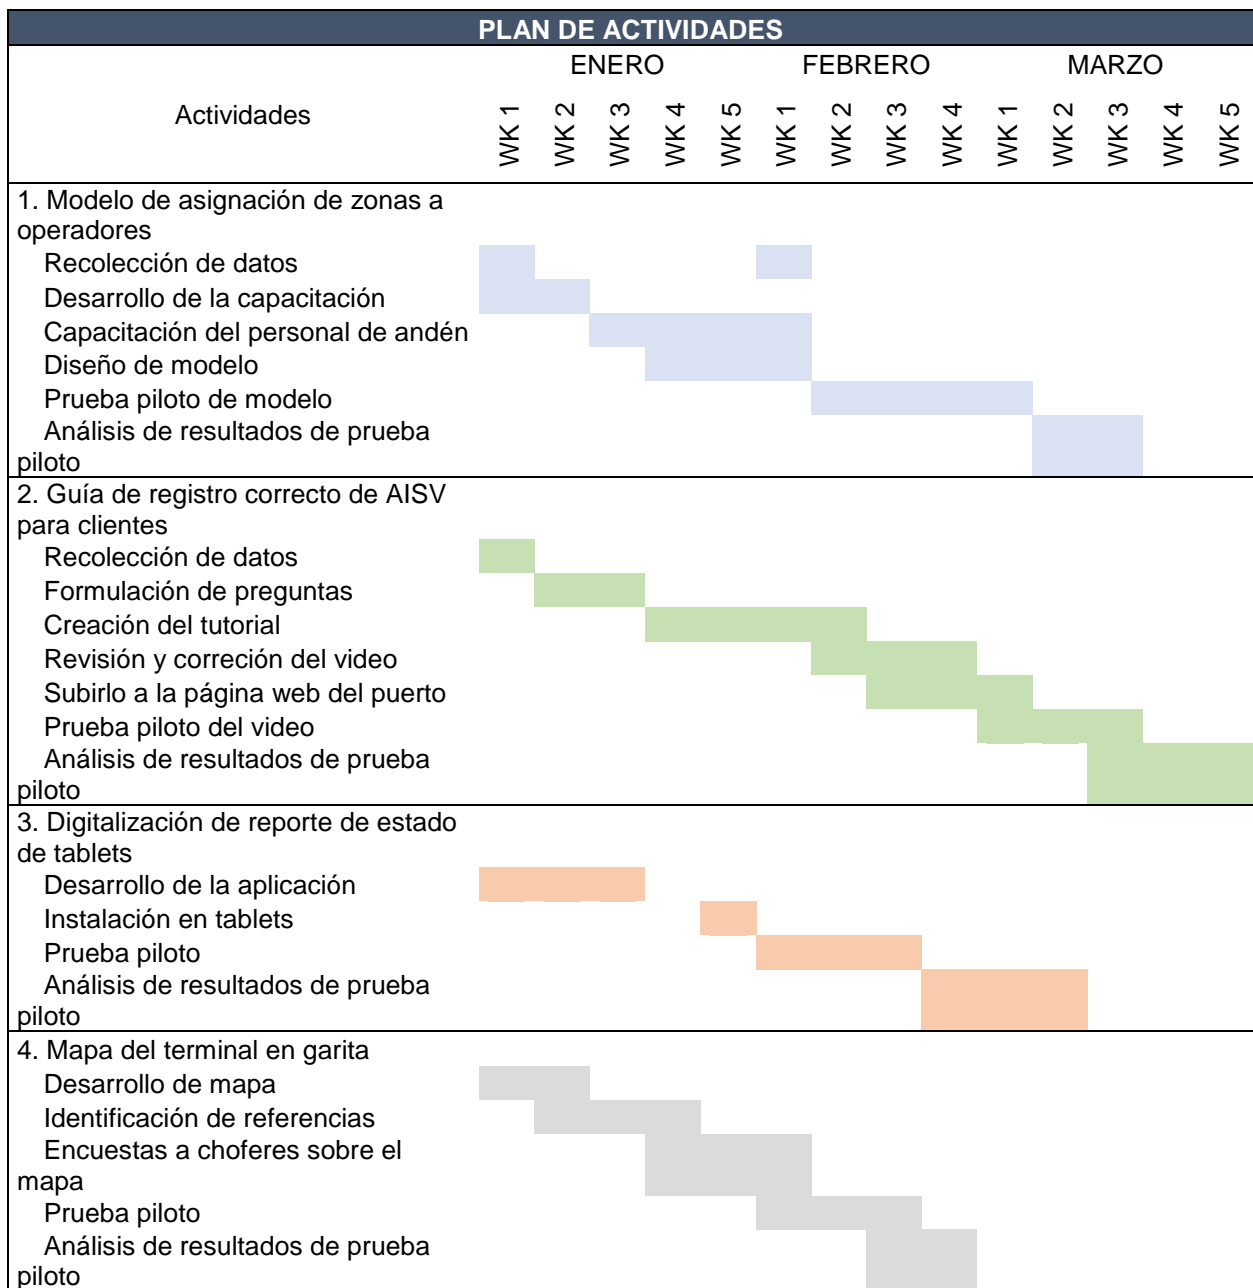 PLAN DE ACTIVIDADES
ENERO FEBRERO MARZO
Actividades
WK 1 WK 2 WK 3 WK 4 WK 5 WK 1 WK 2 WK 3 WK 4 WK 1 WK 2 WK 3 WK 4 WK 5
1. Modelo de asignación de zonas a
operadores
Recolección de datos
Desarrollo de la capacitación
Capacitación del personal de andén
Diseño de modelo
Prueba piloto de modelo
Análisis de resultados de prueba
piloto
2. Guía de registro correcto de AISV
para clientes
Recolección de datos
Formulación de preguntas
Creación del tutorial
Revisión y correción del video
Subirlo a la página web del puerto
Prueba piloto del video
Análisis de resultados de prueba
piloto
3. Digitalización de reporte de estado
de tablets
Desarrollo de la aplicación
Instalación en tablets
Prueba piloto
Análisis de resultados de prueba
piloto
4. Mapa del terminal en garita
Desarrollo de mapa
Identificación de referencias
Encuestas a choferes sobre el
mapa
Prueba piloto
Análisis de resultados de prueba
piloto